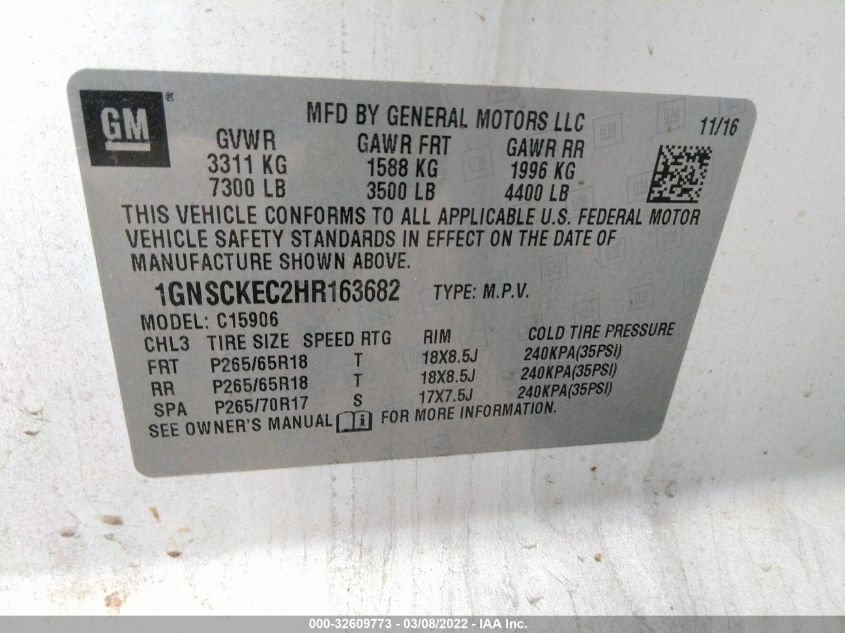 GM®
MFD BY GENERAL MOTORS LLC
11/16
GVWR GAWR FRT GAWR RR
3311 KG 1588 KG 1996 KG
7300 LB 3500 LB 4400 LB
THIS VEHICLE CONFORMS TO ALL APPLICABLE U.S. FEDERAL MOTOR
VEHICLE SAFETY STANDARDS IN EFFECT ON THE DATE OF
MANUFACTURE SHOWN ABOVE.
1GNSCKEC2HR163682 TYPE: M.P.V.
MODEL: C15906
CHL3 TIRE SIZE SPEED RTG RIM COLD TIRE PRESSURE
FRT P265/65R18 T 18X8.5J 240KPA(35PSI)
RR P265/65R18 T 18X8.5J 240KPA(35PSI)
SPA P265/70R17 S 17X7.5J 240KPA(35PSI)
SEE OWNER'S MANUAL FOR MORE INFORMATION.
000-32609773 - 03/08/2022 - IAA Inc.